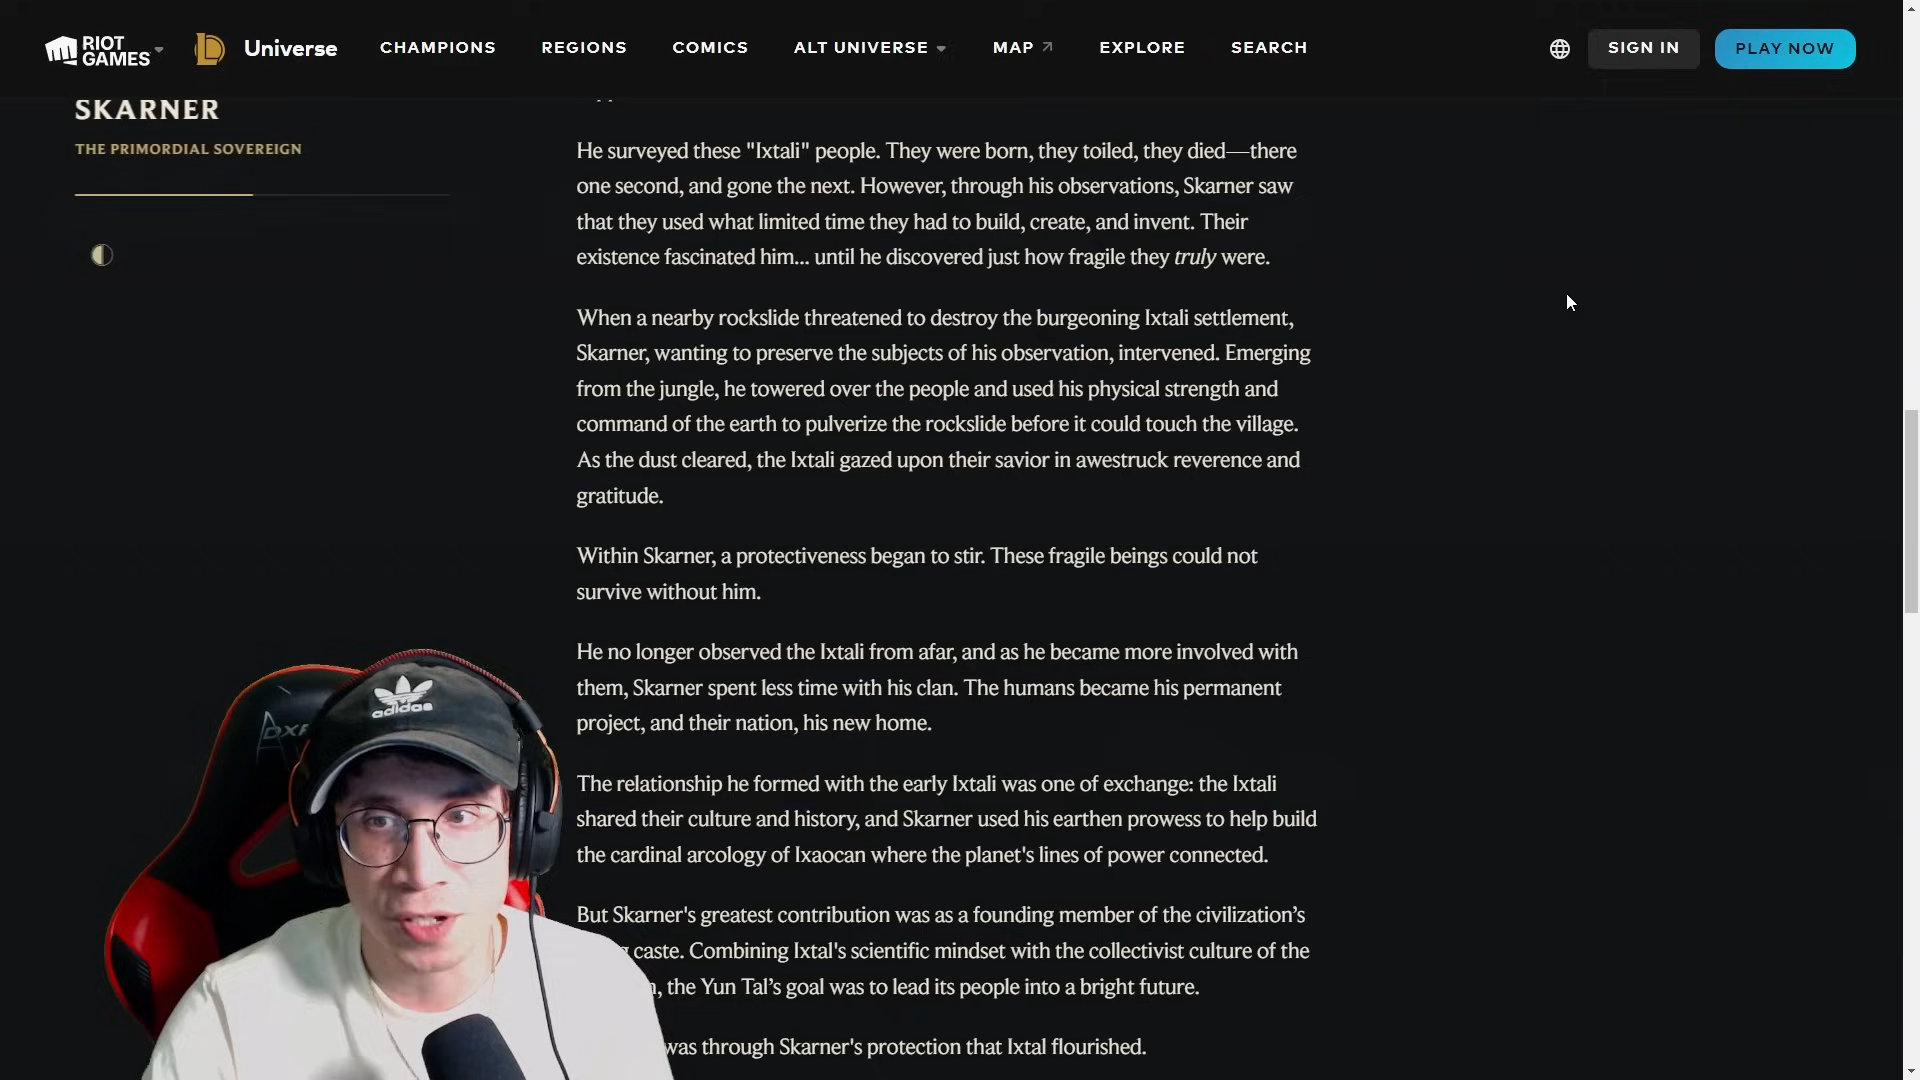 RIOT GAMES
Universe
CHAMPIONS
REGIONS
COMICS
ALT UNIVERSE
MAP
EXPLORE
SEARCH
SIGN IN
PLAY NOW
SKARNER
THE PRIMORDIAL SOVEREIGN
He surveyed these "Ixtali" people. They were born, they toiled, they died—there
one second, and gone the next. However, through his observations, Skarner saw
that they used what limited time they had to build, create, and invent. Their
existence fascinated him... until he discovered just how fragile they truly were.
When a nearby rockslide threatened to destroy the burgeoning Ixtali settlement,
Skarner, wanting to preserve the subjects of his observation, intervened. Emerging
from the jungle, he towered over the people and used his physical strength and
command of the earth to pulverize the rockslide before it could touch the village.
As the dust cleared, the Ixtali gazed upon their savior in awestruck reverence and
gratitude.
Within Skarner, a protectiveness began to stir. These fragile beings could not
survive without him.
He no longer observed the Ixtali from afar, and as he became more involved with
them, Skarner spent less time with his clan. The humans became his permanent
project, and their nation, his new home.
The relationship he formed with the early Ixtali was one of exchange: the Ixtali
shared their culture and history, and Skarner used his earthen prowess to help build
the cardinal arcology of Ixaocan where the planet's lines of power connected.
But Skarner's greatest contribution was as a founding member of the civilization’s
caste. Combining Ixtal's scientific mindset with the collectivist culture of the
the Yun Tal’s goal was to lead its people into a bright future.
was through Skarner's protection that Ixtal flourished.
adidas